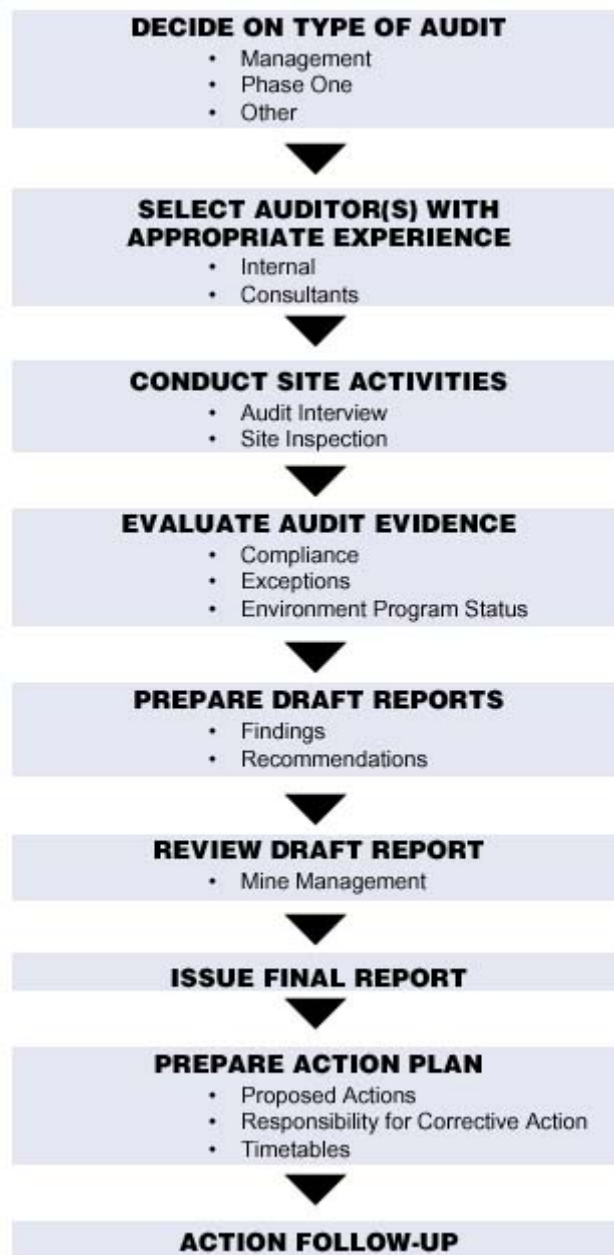 DECIDE ON TYPE OF AUDIT
• Management
• Phase One
• Other
SELECT AUDITOR(S) WITH
APPROPRIATE EXPERIENCE
• Internal
• Consultants
CONDUCT SITE ACTIVITIES
• Audit Interview
• Site Inspection
EVALUATE AUDIT EVIDENCE
• Compliance
• Exceptions
• Environment Program Status
PREPARE DRAFT REPORTS
• Findings
• Recommendations
REVIEW DRAFT REPORT
• Mine Management
ISSUE FINAL REPORT
PREPARE ACTION PLAN
• Proposed Actions
• Responsibility for Corrective Action
• Timetables
ACTION FOLLOW-UP